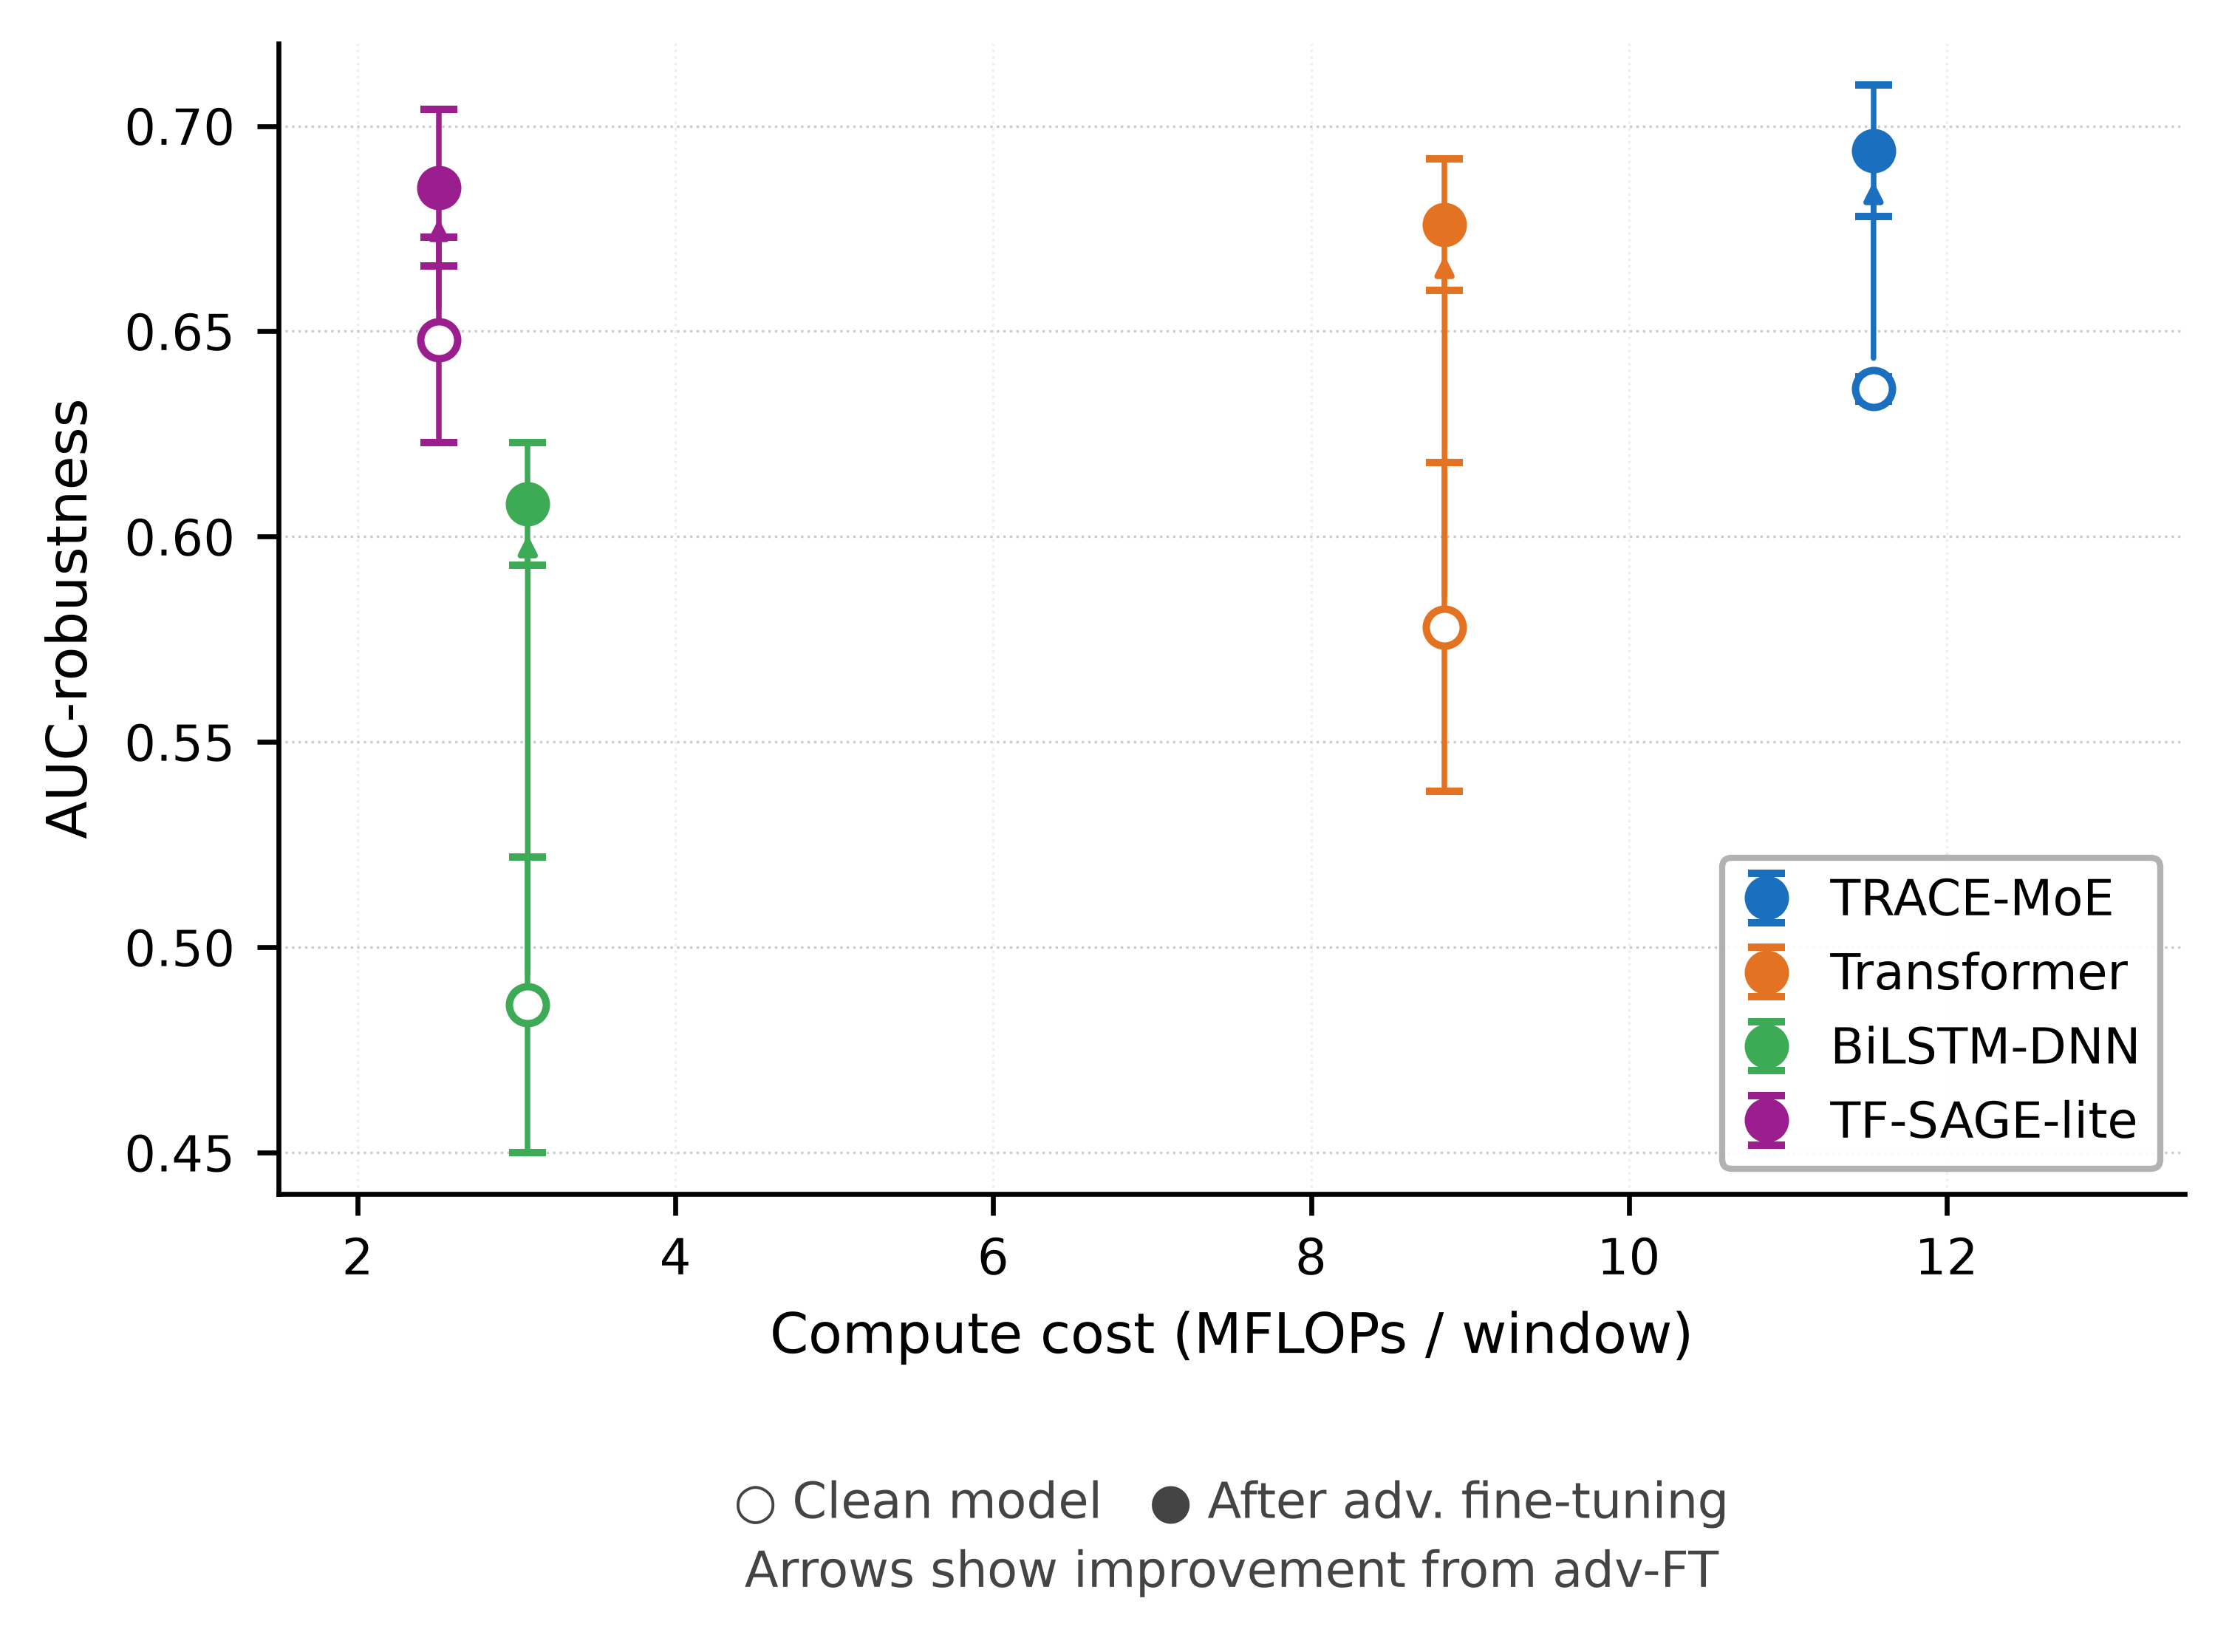 AUC-robustness
0.70
0.65
0.60
0.55
0.50
0.45
2 4 6 8 10 12
Compute cost (MFLOPs / window)
TRACE-MoE
Transformer
BiLSTM-DNN
TF-SAGE-lite
○ Clean model ● After adv. fine-tuning
Arrows show improvement from adv-FT